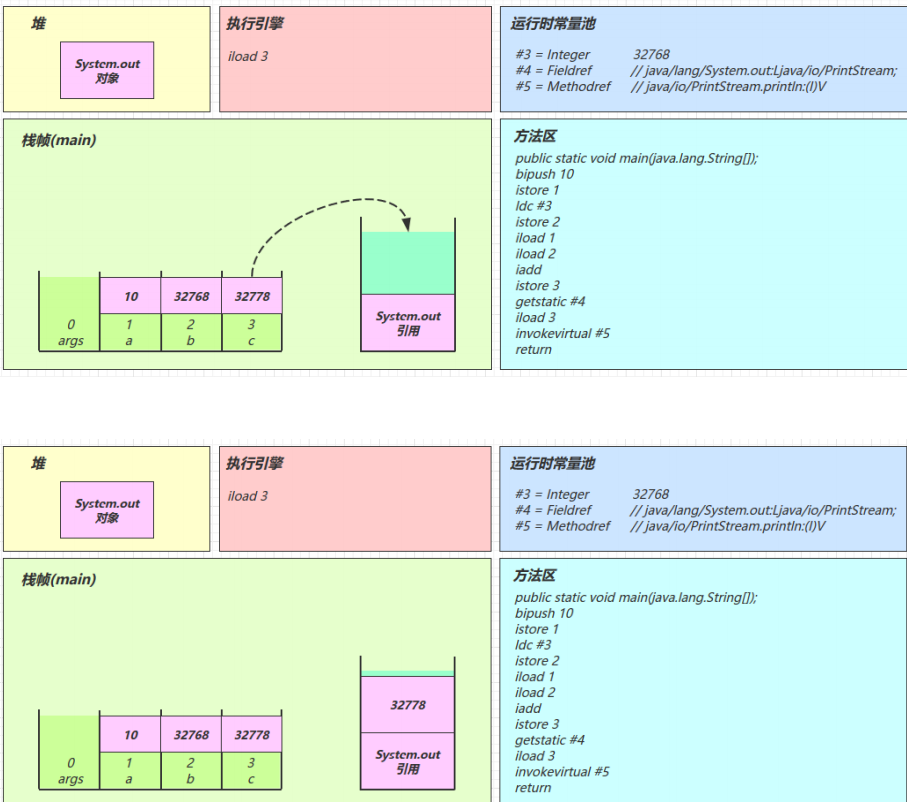 堆
System.out
对象
执行引擎
iload 3
运行时常量池
#3 = Integer 32768
#4 = Fieldref // java/lang/System.out:Ljava/io/PrintStream;
#5 = Methodref // java/io/PrintStream.println:(I)V
栈帧(main)
10 32768 32778
0 1 2 3
args a b c
System.out
引用
方法区
public static void main(java.lang.String[]);
bipush 10
istore 1
ldc #3
istore 2
iload 1
iload 2
iadd
istore 3
getstatic #4
iload 3
invokevirtual #5
return
堆
System.out
对象
执行引擎
iload 3
运行时常量池
#3 = Integer 32768
#4 = Fieldref // java/lang/System.out:Ljava/io/PrintStream;
#5 = Methodref // java/io/PrintStream.println:(I)V
栈帧(main)
10 32768 32778
0 1 2 3
args a b c
32778
System.out
引用
方法区
public static void main(java.lang.String[]);
bipush 10
istore 1
ldc #3
istore 2
iload 1
iload 2
iadd
istore 3
getstatic #4
iload 3
invokevirtual #5
return